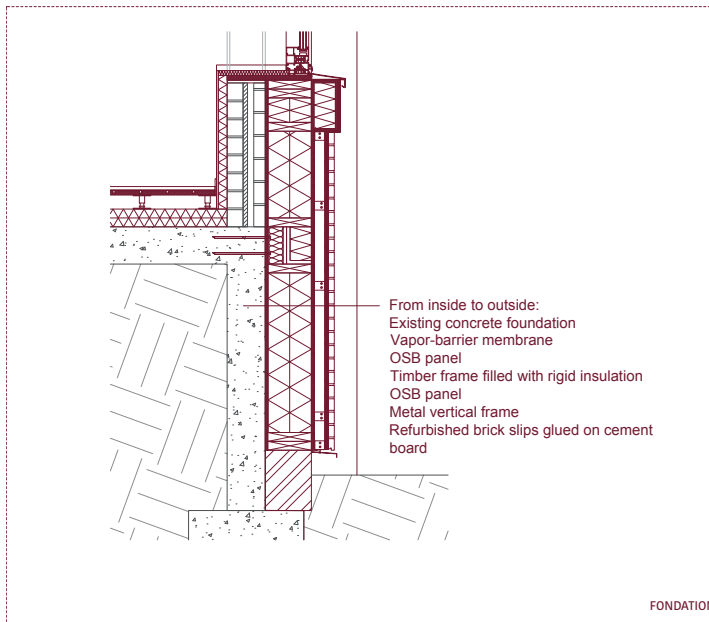 From inside to outside:
Existing concrete foundation
Vapor-barrier membrane
OSB panel
Timber frame filled with rigid insulation
OSB panel
Metal vertical frame
Refurbished brick slips glued on cement
board
FONDATION